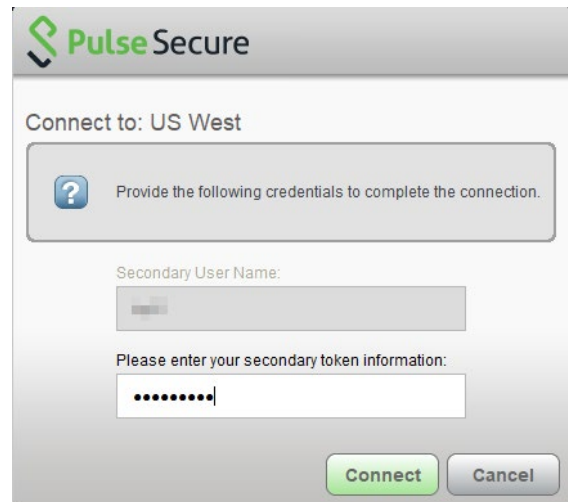 Pulse Secure
Connect to: US West
Provide the following credentials to complete the connection.
Secondary User Name:
Please enter your secondary token information:
•••••••••
Connect Cancel